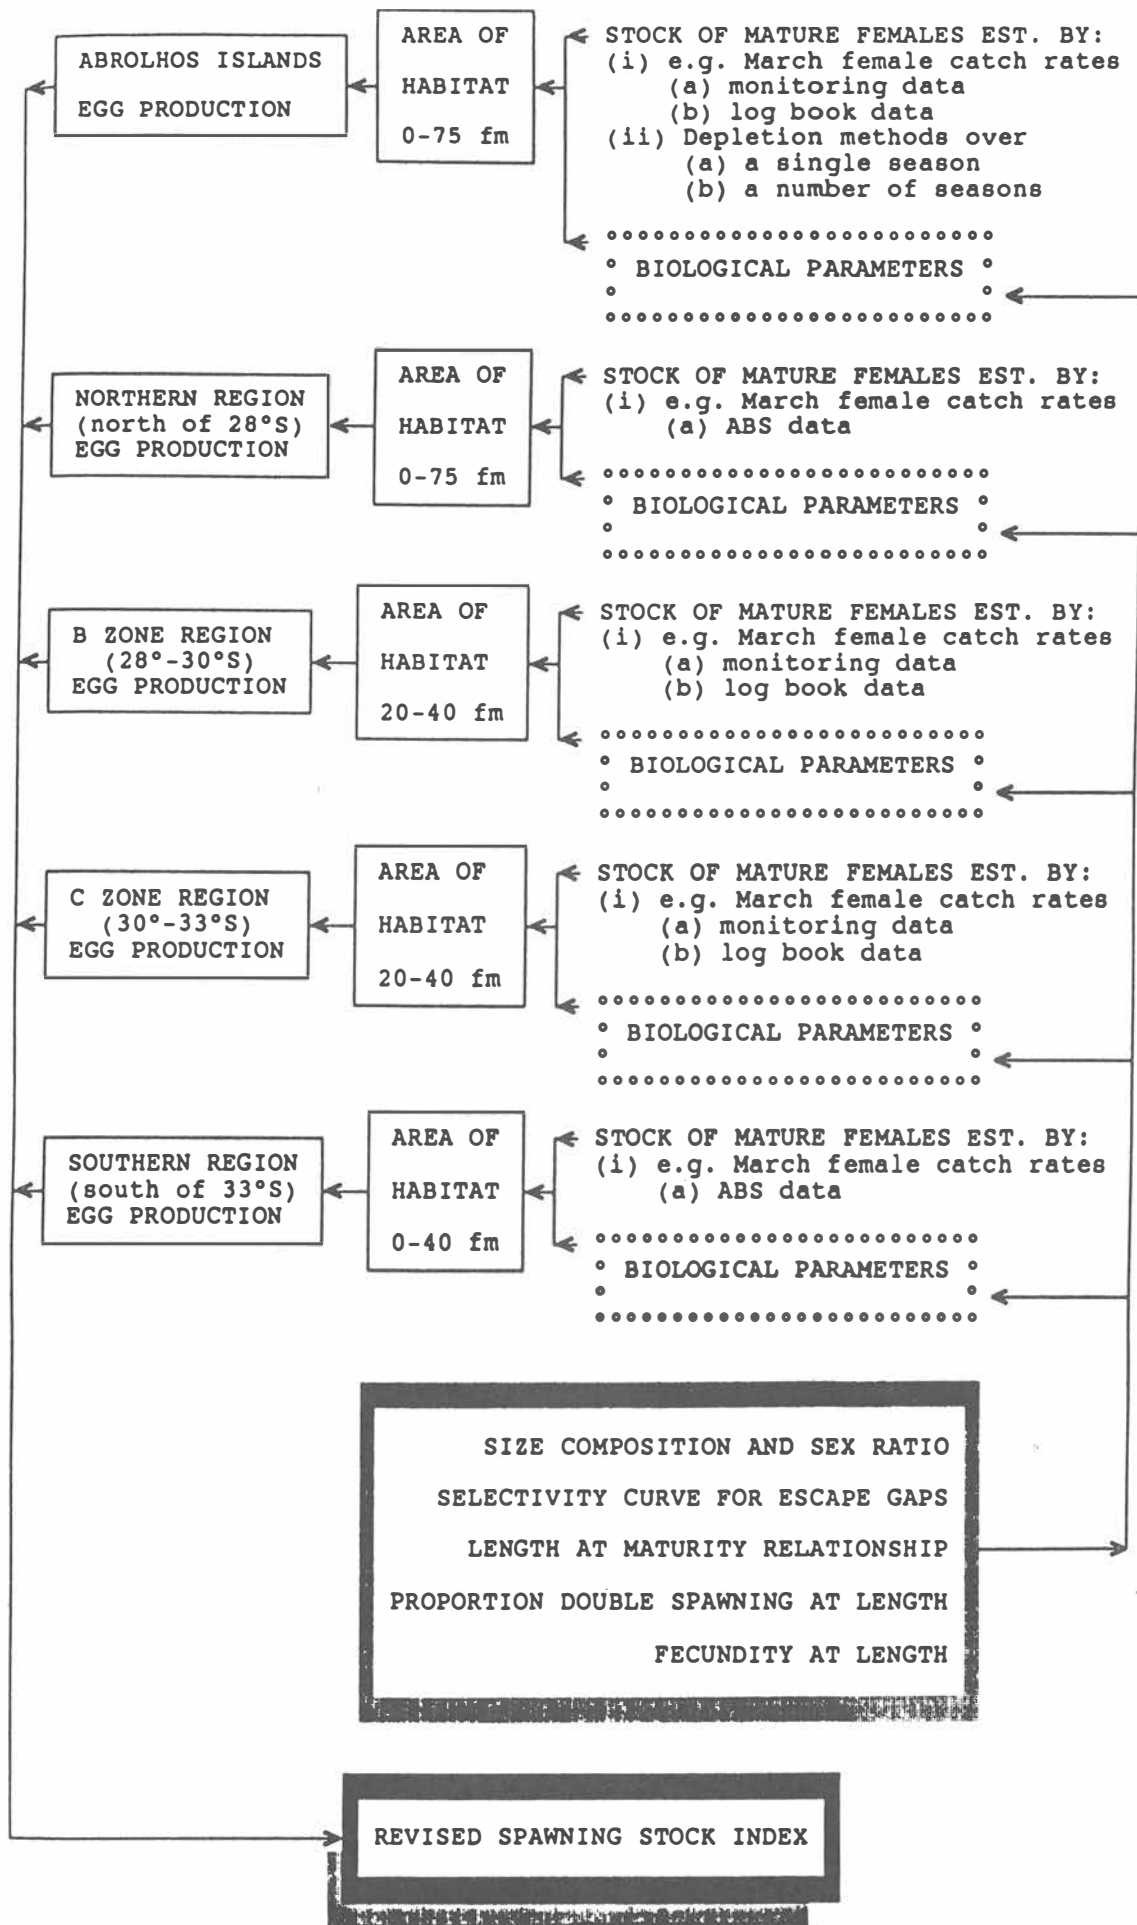 ABROLHOS ISLANDS
EGG PRODUCTION
AREA OF
HABITAT
0-75 fm
STOCK OF MATURE FEMALES EST. BY:
(i) e.g. March female catch rates
(a) monitoring data
(b) log book data
(ii) Depletion methods over
(a) a single season
(b) a number of seasons
BIOLOGICAL PARAMETERS
NORTHERN REGION
(north of 28°S)
EGG PRODUCTION
AREA OF
HABITAT
0-75 fm
STOCK OF MATURE FEMALES EST. BY:
(i) e.g. March female catch rates
(a) ABS data
BIOLOGICAL PARAMETERS
B ZONE REGION
(28°-30°S)
EGG PRODUCTION
AREA OF
HABITAT
20-40 fm
STOCK OF MATURE FEMALES EST. BY:
(i) e.g. March female catch rates
(a) monitoring data
(b) log book data
BIOLOGICAL PARAMETERS
C ZONE REGION
(30°-33°S)
EGG PRODUCTION
AREA OF
HABITAT
20-40 fm
STOCK OF MATURE FEMALES EST. BY:
(i) e.g. March female catch rates
(a) monitoring data
(b) log book data
BIOLOGICAL PARAMETERS
SOUTHERN REGION
(south of 33°S)
EGG PRODUCTION
AREA OF
HABITAT
0-40 fm
STOCK OF MATURE FEMALES EST. BY:
(i) e.g. March female catch rates
(a) ABS data
BIOLOGICAL PARAMETERS
SIZE COMPOSITION AND SEX RATIO
SELECTIVITY CURVE FOR ESCAPE GAPS
LENGTH AT MATURITY RELATIONSHIP
PROPORTION DOUBLE SPAWNING AT LENGTH
FECUNDITY AT LENGTH
REVISED SPAWNING STOCK INDEX